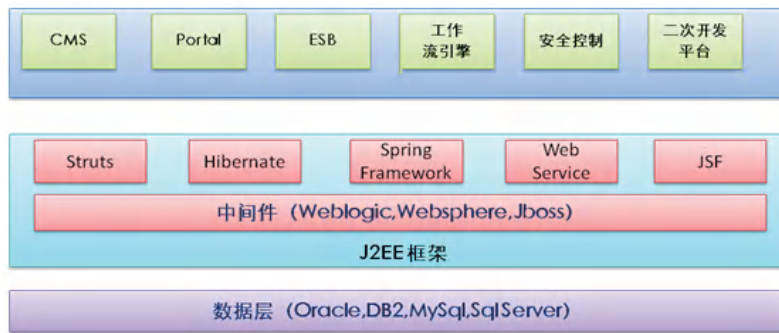 CMS
Portal
ESB
工作
流引擎
安全控制
二次开发
平台
Struts
Hibernate
Spring
Framework
Web
Service
JSF
中间件（Weblogic,Websphere,Jboss)
J2EE框架
数据层（Oracle,DB2,MySql,SqlServer)